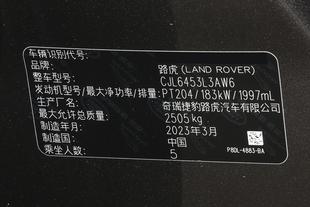 车辆识别代号:
品牌: 路虎(LAND ROVER)
整车型号: CJL6453L3AW6
发动机型号/最大净功率/排量: PT204/183kW/1997mL
制造企业名: 奇瑞捷豹路虎汽车有限公司
最大允许总质量: 2505kg
制造年月: 2023年3月
制造国: 中国
乘坐人数: 5
P8DL-4883-BA